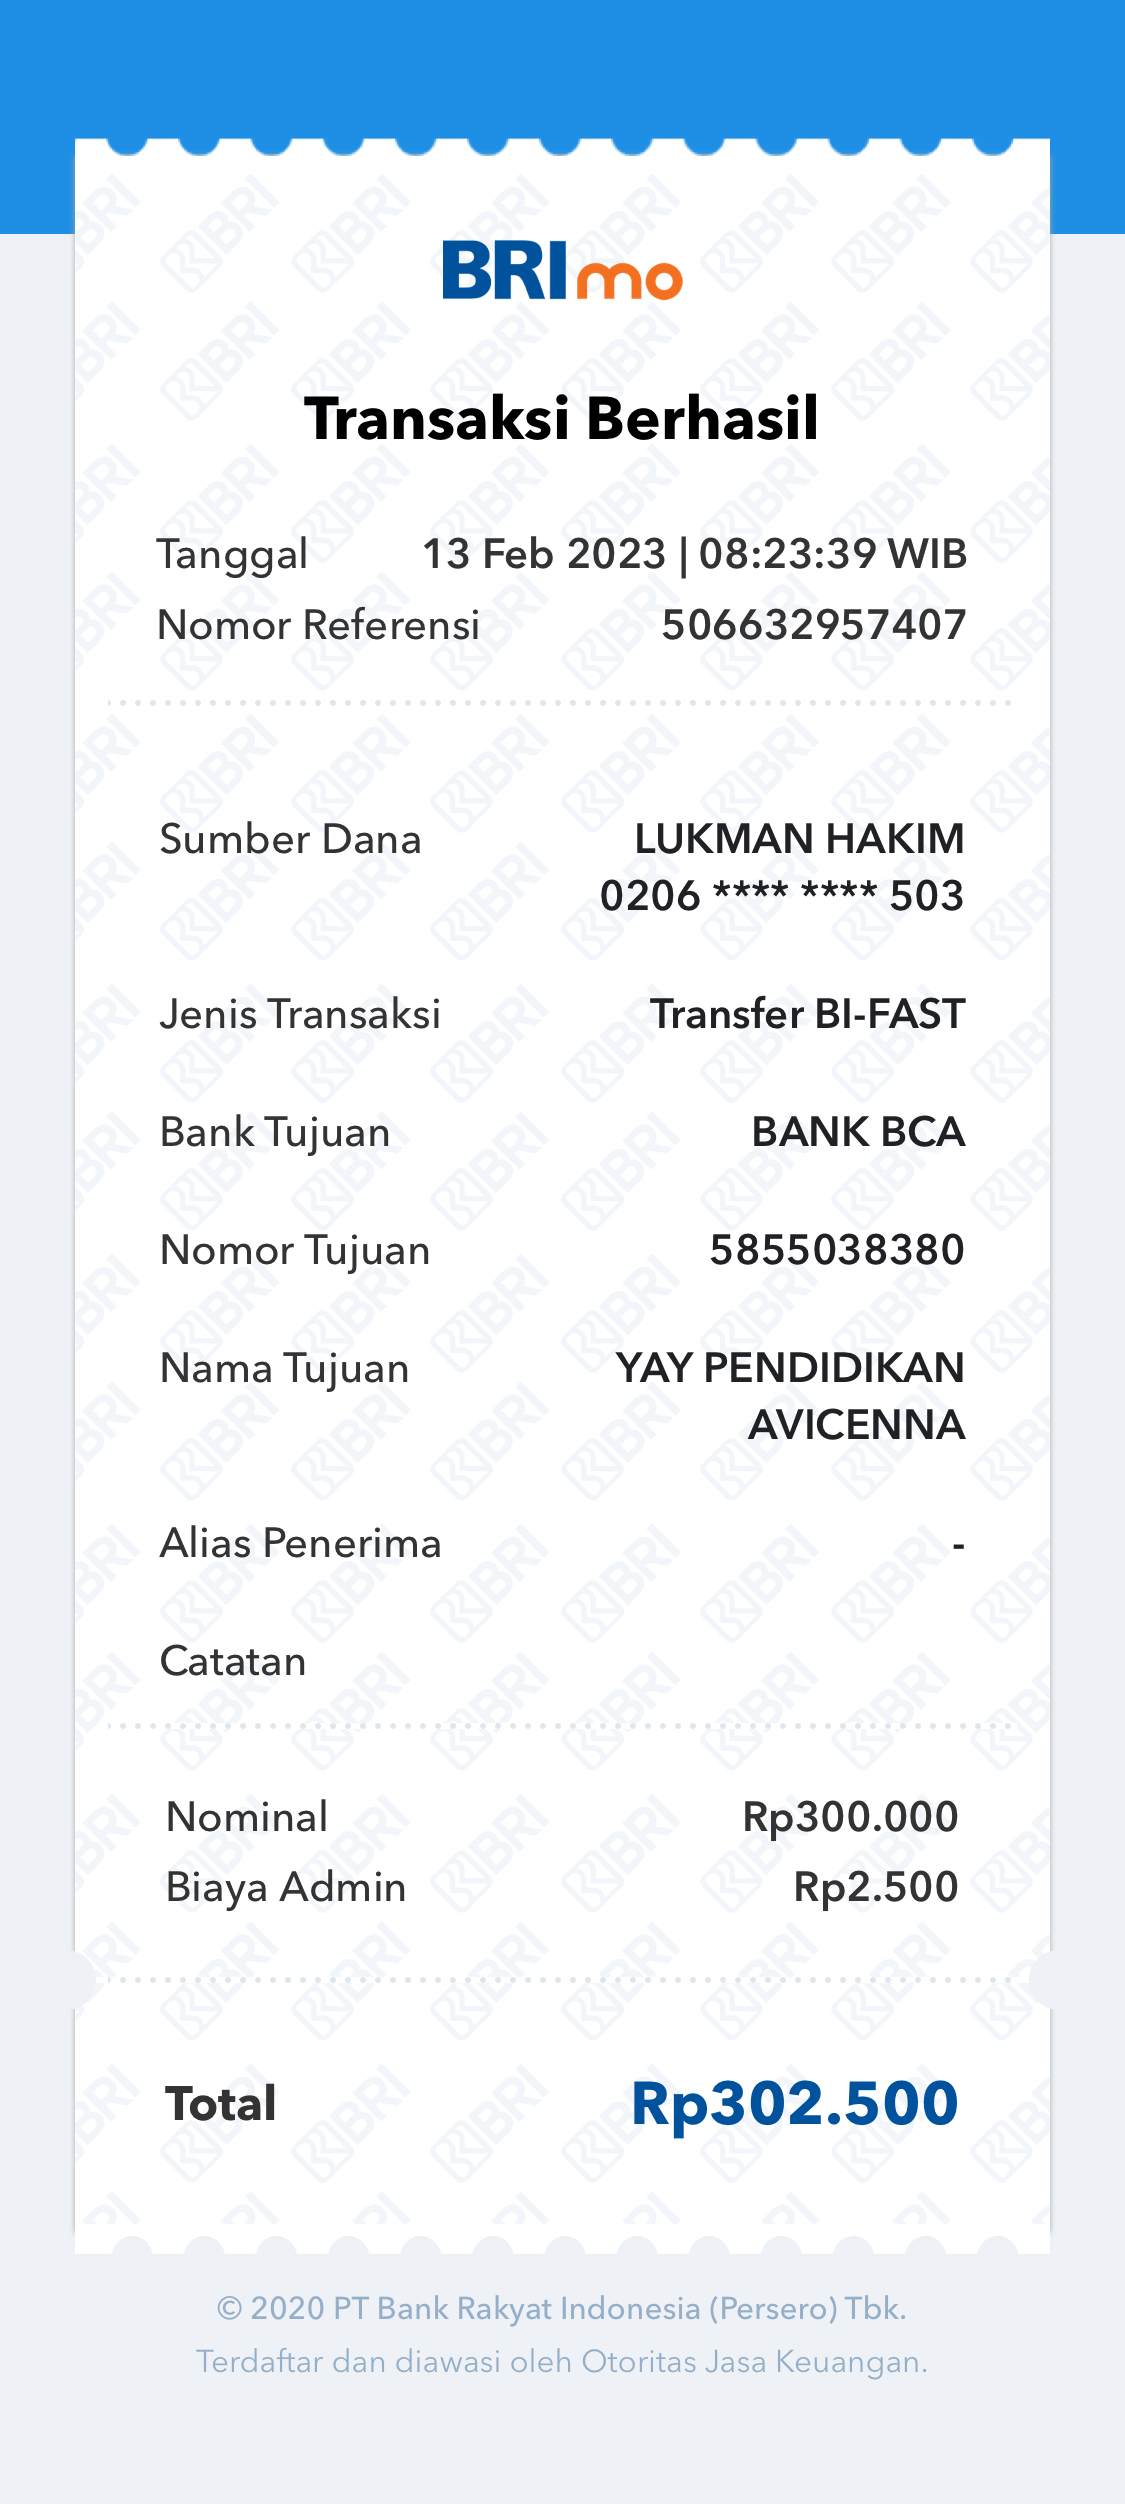 BRImo
Transaksi Berhasil
Tanggal 13 Feb 2023 | 08:23:39 WIB
Nomor Referensi 506632957407
Sumber Dana LUKMAN HAKIM
0206 **** **** 503
Jenis Transaksi Transfer BI-FAST
Bank Tujuan BANK BCA
Nomor Tujuan 5855038380
Nama Tujuan YAY PENDIDIKAN
AVICENNA
Alias Penerima -
Catatan
Nominal Rp300.000
Biaya Admin Rp2.500
Total Rp302.500
© 2020 PT Bank Rakyat Indonesia (Persero) Tbk.
Terdaftar dan diawasi oleh Otoritas Jasa Keuangan.